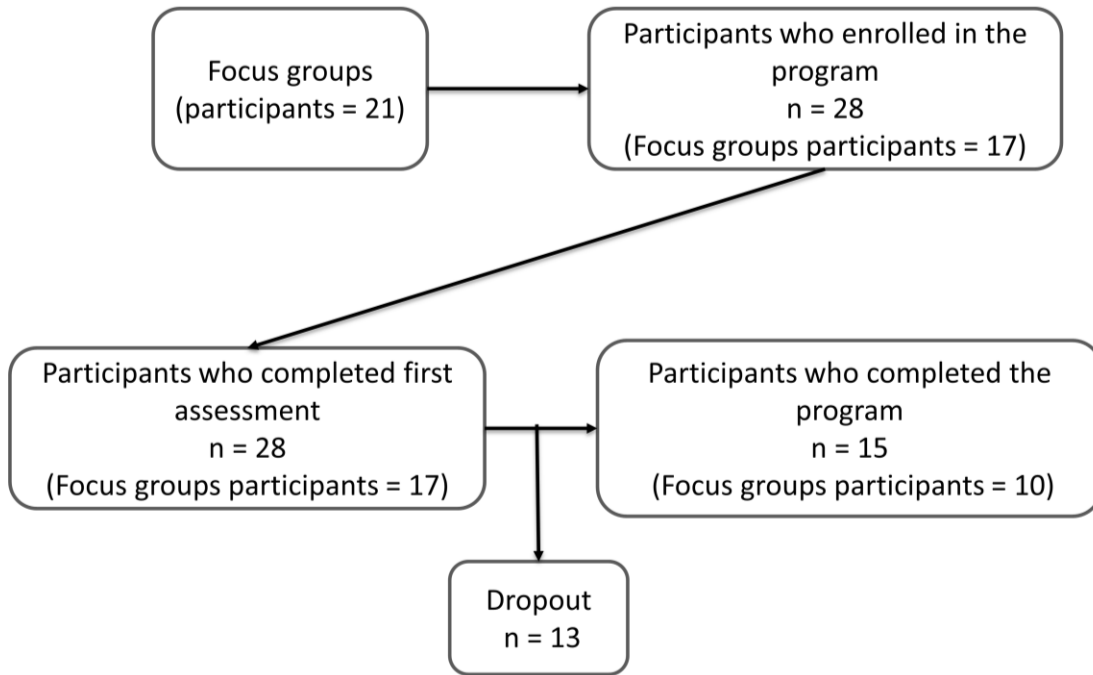 Focus groups
(participants = 21)
Participants who enrolled in the
program
n = 28
(Focus groups participants = 17)
Participants who completed first
assessment
n = 28
(Focus groups participants = 17)
Participants who completed the
program
n = 15
(Focus groups participants = 10)
Dropout
n = 13